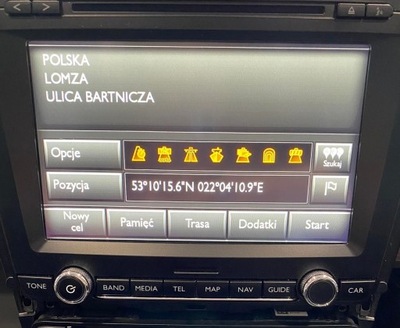 POLSKA
LOMZA
ULICA BARTNICZA
Opcje
Szukaj
Pozycja 53°10'15.6"N 022°04'10.9"E
Nowy cel Pamięć Trasa Dodatki Start
TONE BAND MEDIA TEL MAP NAV GUIDE CAR